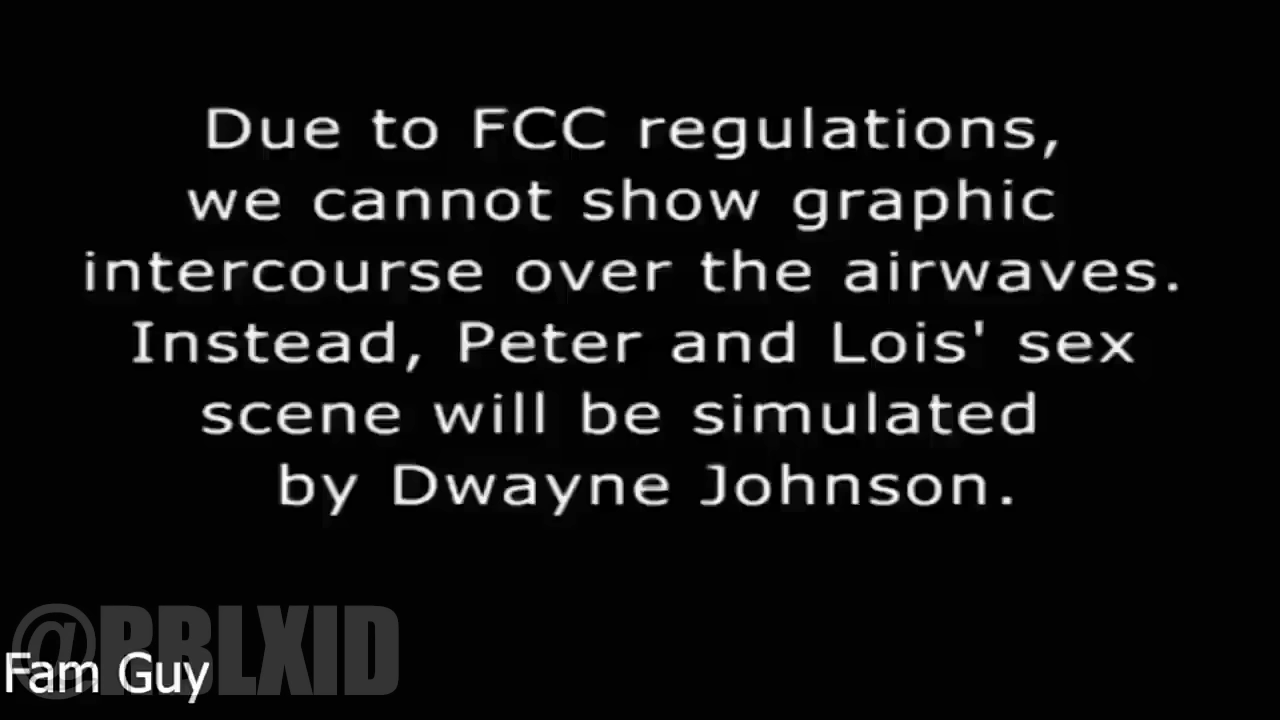 Due to FCC regulations,
we cannot show graphic
intercourse over the airwaves.
Instead, Peter and Lois' sex
scene will be simulated
by Dwayne Johnson.
Fam Guy